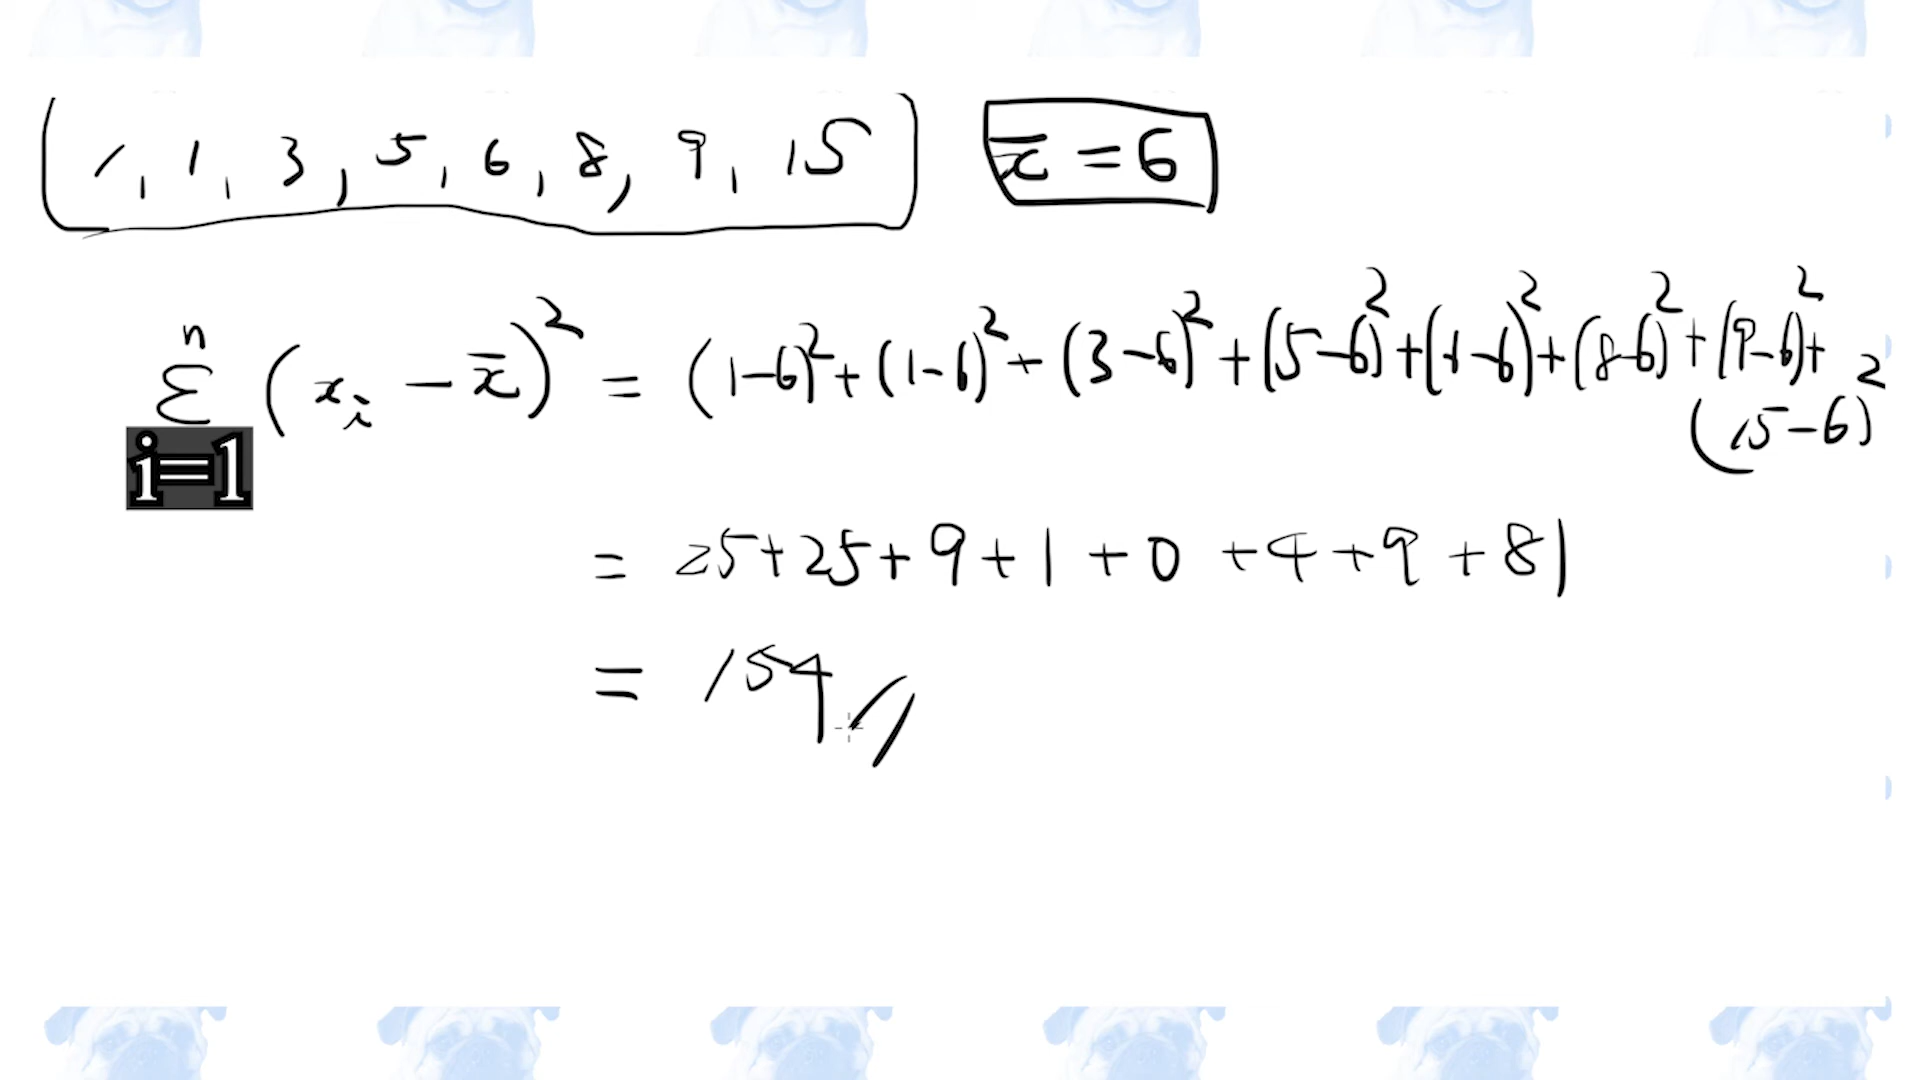 1, 1, 3, 5, 6, 8, 9, 15
x̄ = 6
n
Σ (xᵢ − x̄)² = (1−6)² + (1−6)² + (3−6)² + (5−6)² + ( −6)² + (8−6)² + (9−6)² +
(15−6)²
i=1
= 25+25+9+1+0+4+9+81
= 154